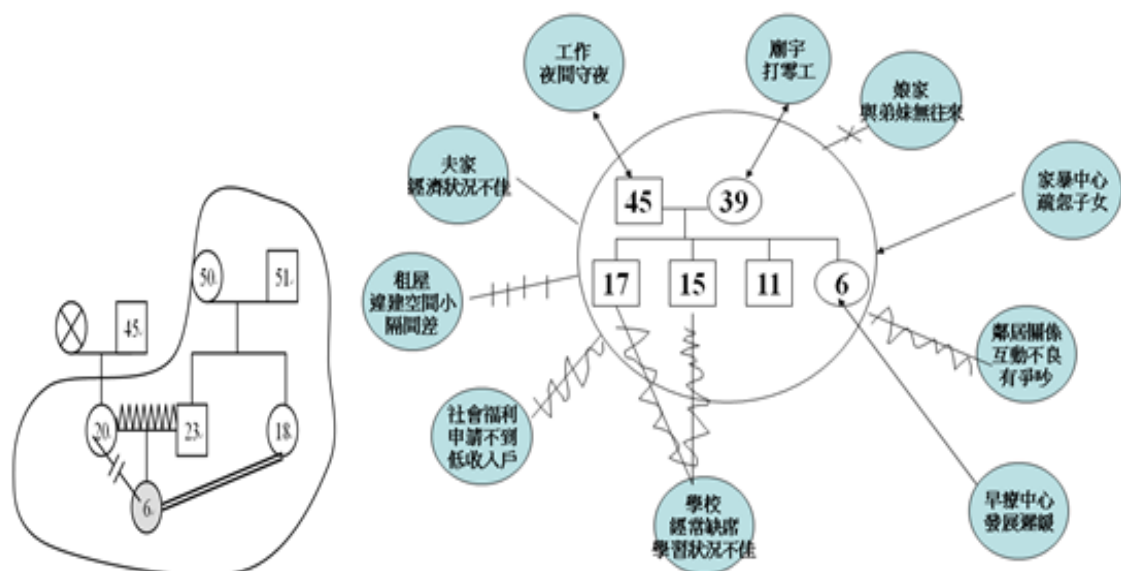 工作
夜間守夜
廟宇
打零工
娘家
與弟妹無往來
夫家
經濟狀況不佳
家暴中心
疏忽子女
45
39
17
15
11
6
租屋
違建空間小
隔間差
鄰居關係
互動不良
有爭吵
社會福利
申請不到
低收入戶
學校
經常缺席
學習狀況不佳
早療中心
發展遲緩
50
51
45
20
23
18
6